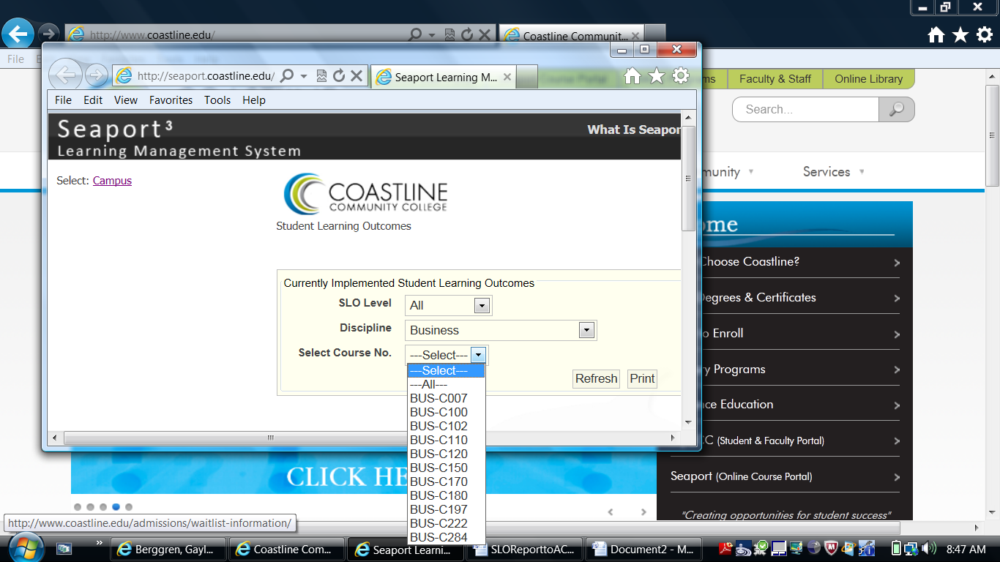 http://www.coastline.edu/
Coastline Communit...
File
http://seaport.coastline.edu/
Seaport Learning M...
File Edit View Favorites Tools Help
Faculty & Staff
Online Library
Search...
Seaport³
Learning Management System
What Is Seapor
Select: Campus
COASTLINE
COMMUNITY COLLEGE
Student Learning Outcomes
munity
Services
Currently Implemented Student Learning Outcomes
SLO Level All
Discipline Business
Select Course No. ---Select---
---Select---
---All---
BUS-C007
BUS-C100
BUS-C102
BUS-C110
BUS-C120
BUS-C150
BUS-C170
BUS-C180
BUS-C197
BUS-C222
BUS-C284
Refresh Print
ome
Choose Coastline?
egrees & Certificates
o Enroll
y Programs
nce Education
C (Student & Faculty Portal)
Seaport (Online Course Portal)
"Creating opportunities for student success"
CLICK HE
http://www.coastline.edu/admissions/waitlist-information/
Berggren, Gayl...
Coastline Com...
Seaport Learni...
SLOReporttoAC...
Document2 - M...
8:47 AM